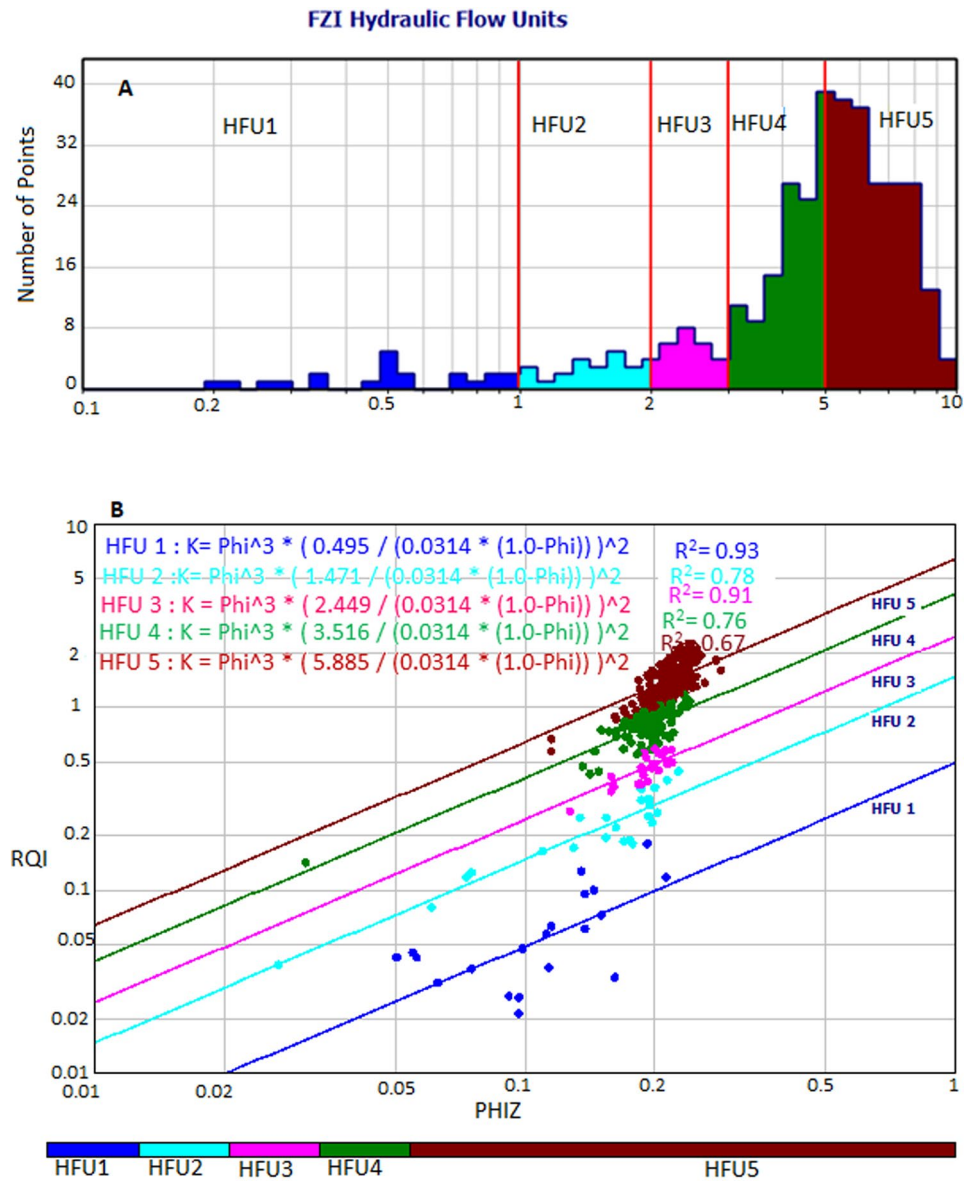 FZI Hydraulic Flow Units
A
HFU1
HFU2
HFU3
HFU4
HFU5
Number of Points
40
32
24
16
8
0
0.1
0.2
0.5
1
2
3
5
10
B
HFU 1 : K= Phi^3 * ( 0.495 / (0.0314 * (1.0-Phi)) )^2 R²= 0.93
HFU 2 :K= Phi^3 * ( 1.471 / (0.0314 * (1.0-Phi)) )^2 R²= 0.78
HFU 3 : K = Phi^3 * ( 2.449 / (0.0314 * (1.0-Phi)) )^2 R²= 0.91
HFU 4 : K = Phi^3 * ( 3.516 / (0.0314 * (1.0-Phi)) )^2 R²= 0.76
HFU 5 : K = Phi^3 * ( 5.885 / (0.0314 * (1.0-Phi)) )^2 R²= 0.67
HFU 5
HFU 4
HFU 3
HFU 2
HFU 1
RQI
10
5
2
1
0.5
0.2
0.1
0.05
0.02
0.01
0.01
0.02
0.05
0.1
0.2
0.5
1
PHIZ
HFU1
HFU2
HFU3
HFU4
HFU5